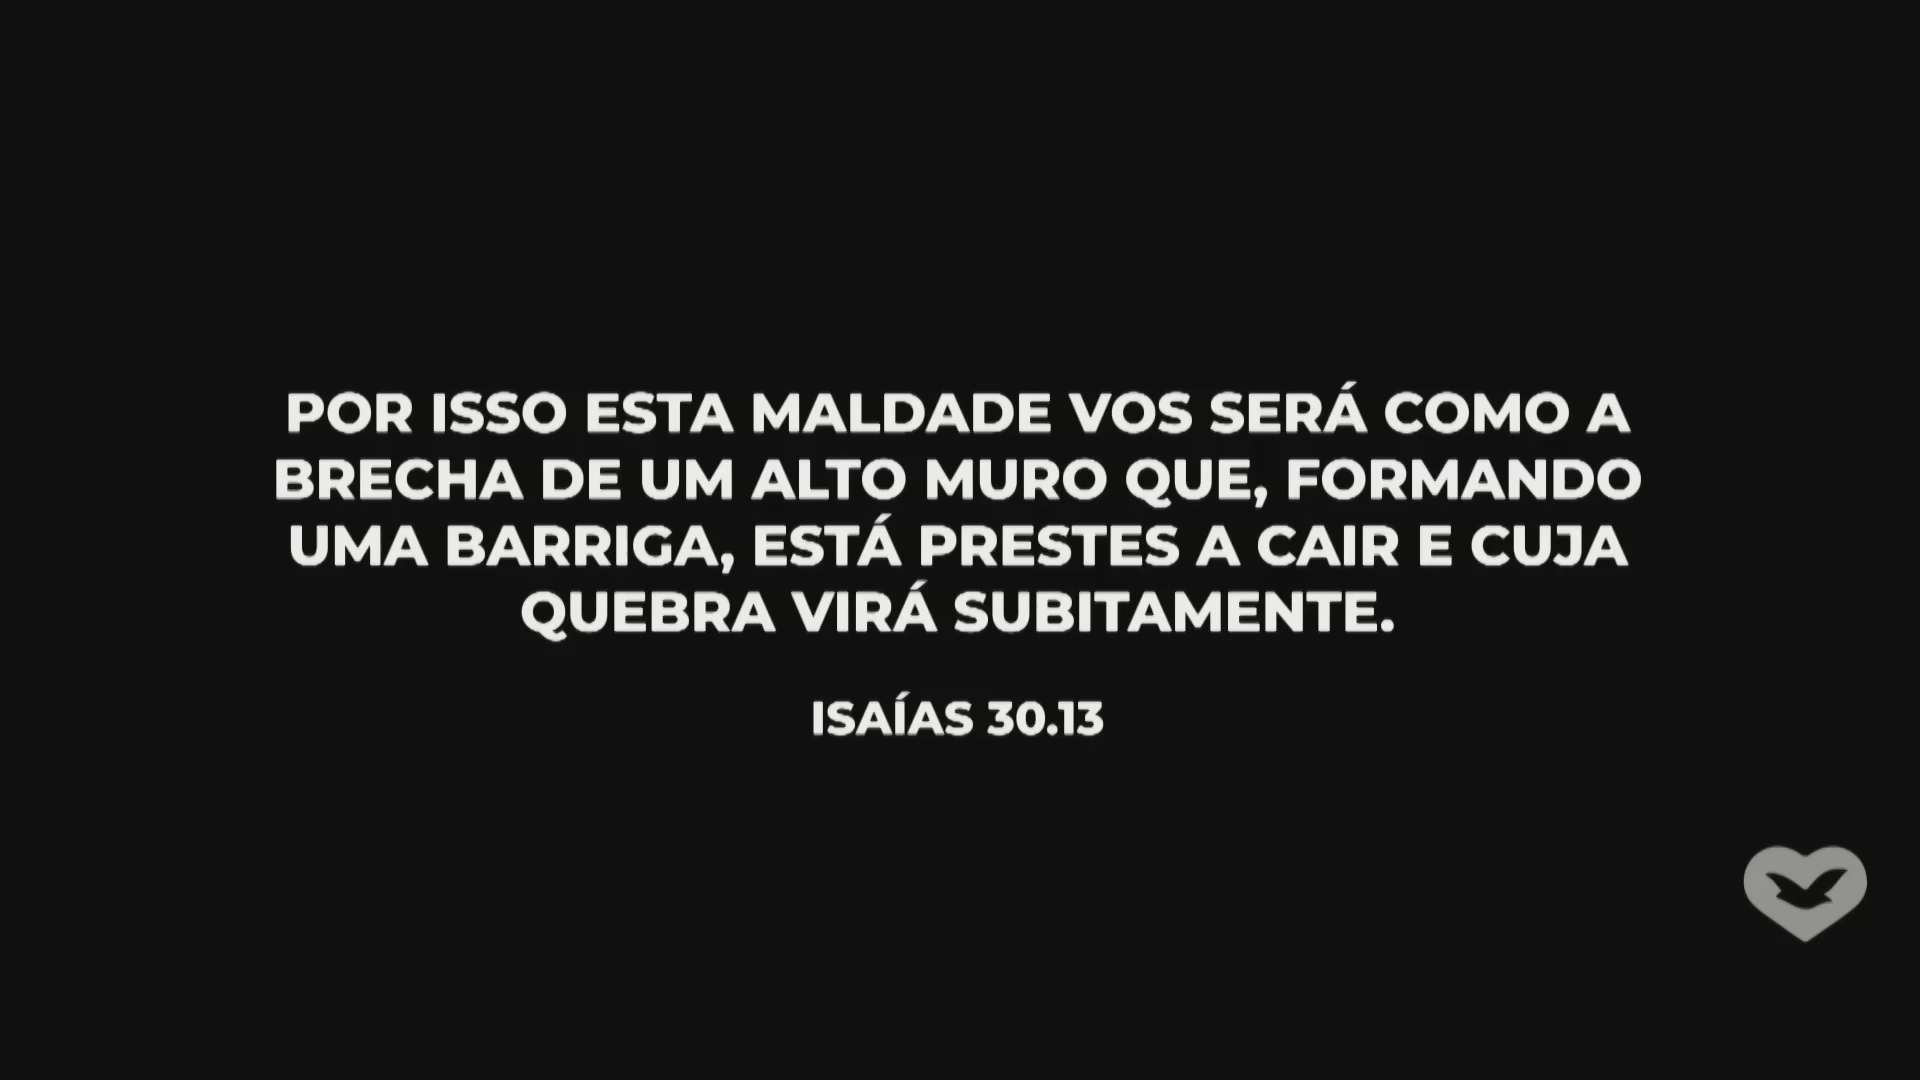 POR ISSO ESTA MALDADE VOS SERÁ COMO A
BRECHA DE UM ALTO MURO QUE, FORMANDO
UMA BARRIGA, ESTÁ PRESTES A CAIR E CUJA
QUEBRA VIRÁ SUBITAMENTE.
ISAÍAS 30.13